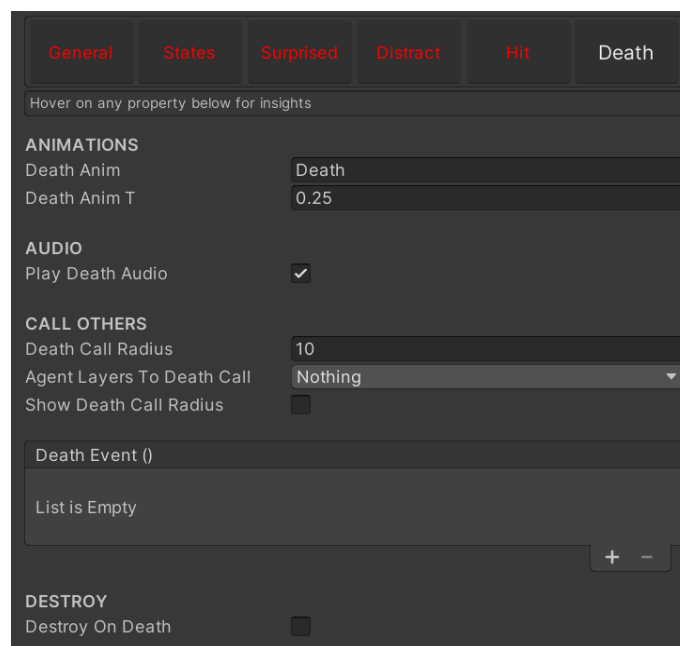 General States Surprised Distract Hit Death
Hover on any property below for insights
ANIMATIONS
Death Anim Death
Death Anim T 0.25
AUDIO
Play Death Audio
CALL OTHERS
Death Call Radius 10
Agent Layers To Death Call Nothing
Show Death Call Radius
Death Event ()
List is Empty
+ −
DESTROY
Destroy On Death